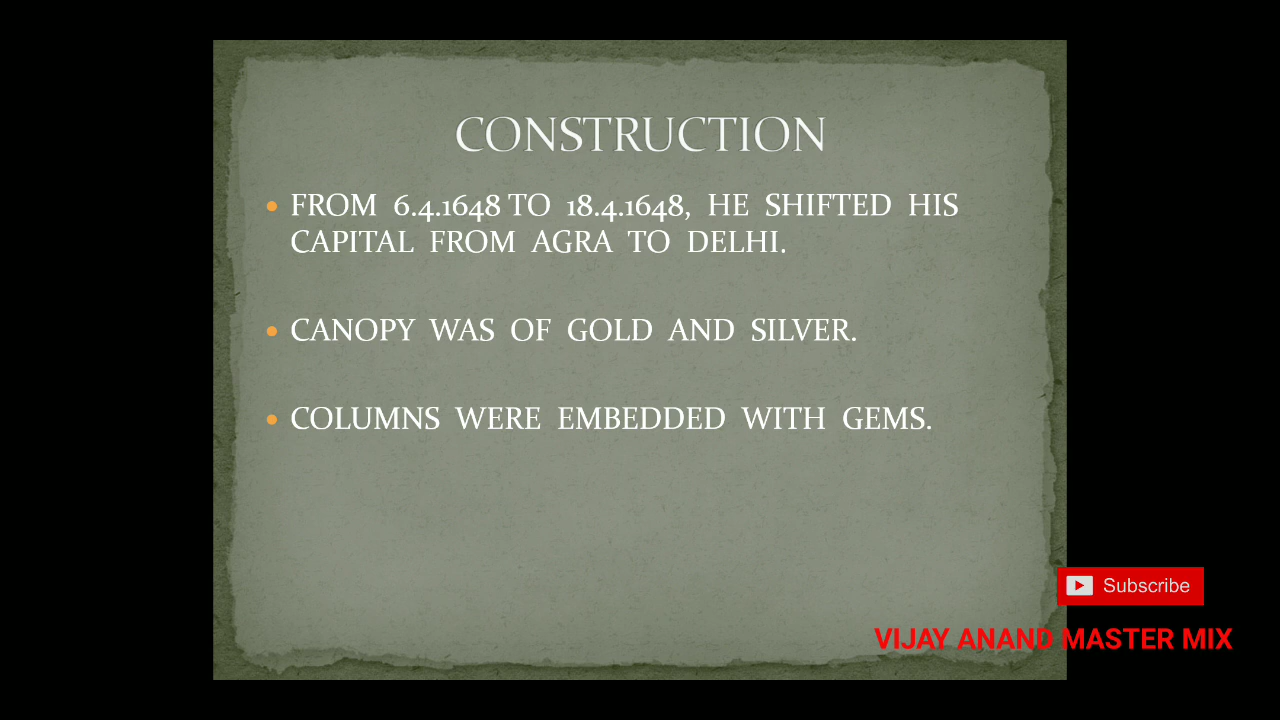 CONSTRUCTION
• FROM 6.4.1648 TO 18.4.1648, HE SHIFTED HIS
CAPITAL FROM AGRA TO DELHI.
• CANOPY WAS OF GOLD AND SILVER.
• COLUMNS WERE EMBEDDED WITH GEMS.
Subscribe
VIJAY ANAND MASTER MIX